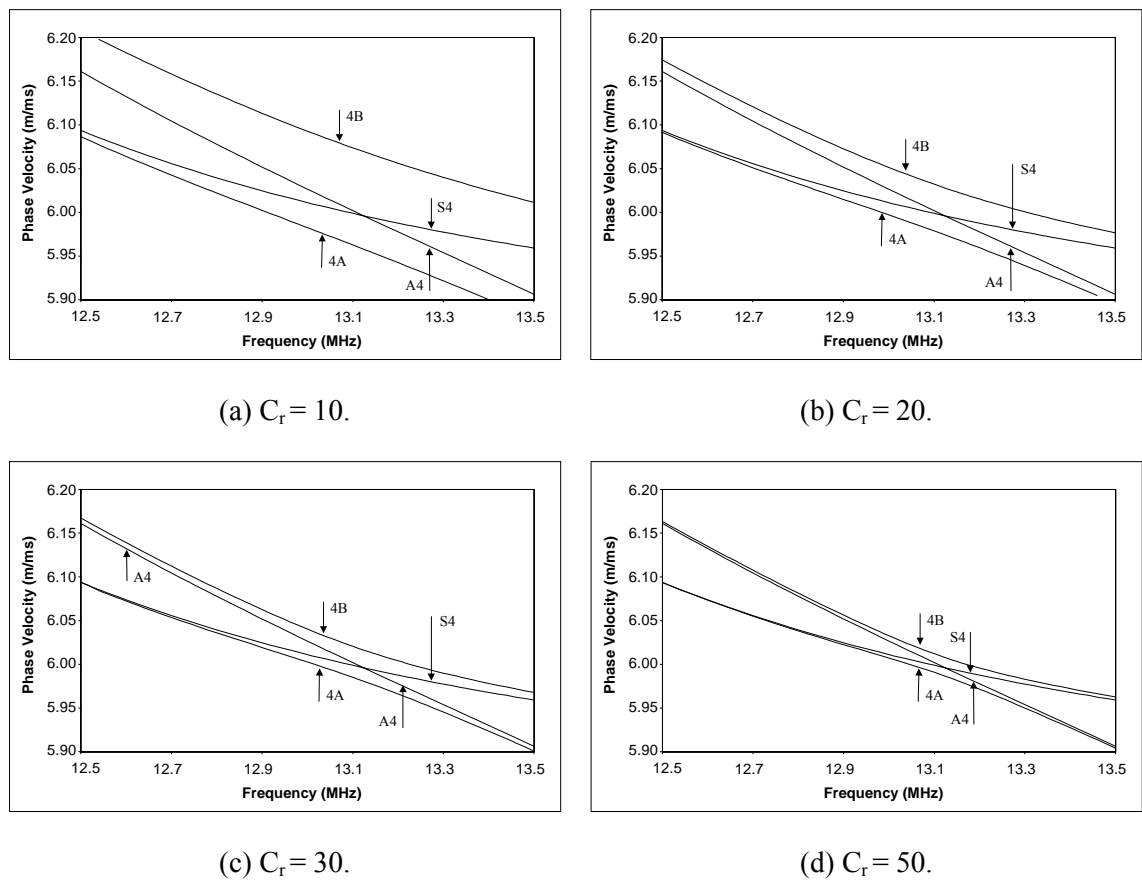 6.20
6.15
6.10
6.05
6.00
5.95
5.90
Phase Velocity (m/ms)
4B
S4
4A
A4
12.5 12.7 12.9 13.1 13.3 13.5
Frequency (MHz)
(a) Cr = 10.
6.20
6.15
6.10
6.05
6.00
5.95
5.90
Phase Velocity (m/ms)
4B
S4
4A
A4
12.5 12.7 12.9 13.1 13.3 13.5
Frequency (MHz)
(b) Cr = 20.
6.20
6.15
6.10
6.05
6.00
5.95
5.90
Phase Velocity (m/ms)
A4
4B
S4
4A
A4
12.5 12.7 12.9 13.1 13.3 13.5
Frequency (MHz)
(c) Cr = 30.
6.20
6.15
6.10
6.05
6.00
5.95
5.90
Phase Velocity (m/ms)
4B
S4
4A
A4
12.5 12.7 12.9 13.1 13.3 13.5
Frequency (MHz)
(d) Cr = 50.